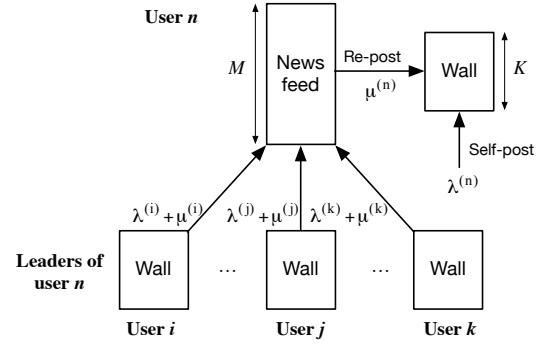 User n
News
feed
M
Re-post
μ(n)
Wall
K
Self-post
λ(n)
λ(i) + μ(i)
λ(j) + μ(j)
λ(k) + μ(k)
Leaders of
user n
Wall
...
Wall
...
Wall
User i
User j
User k